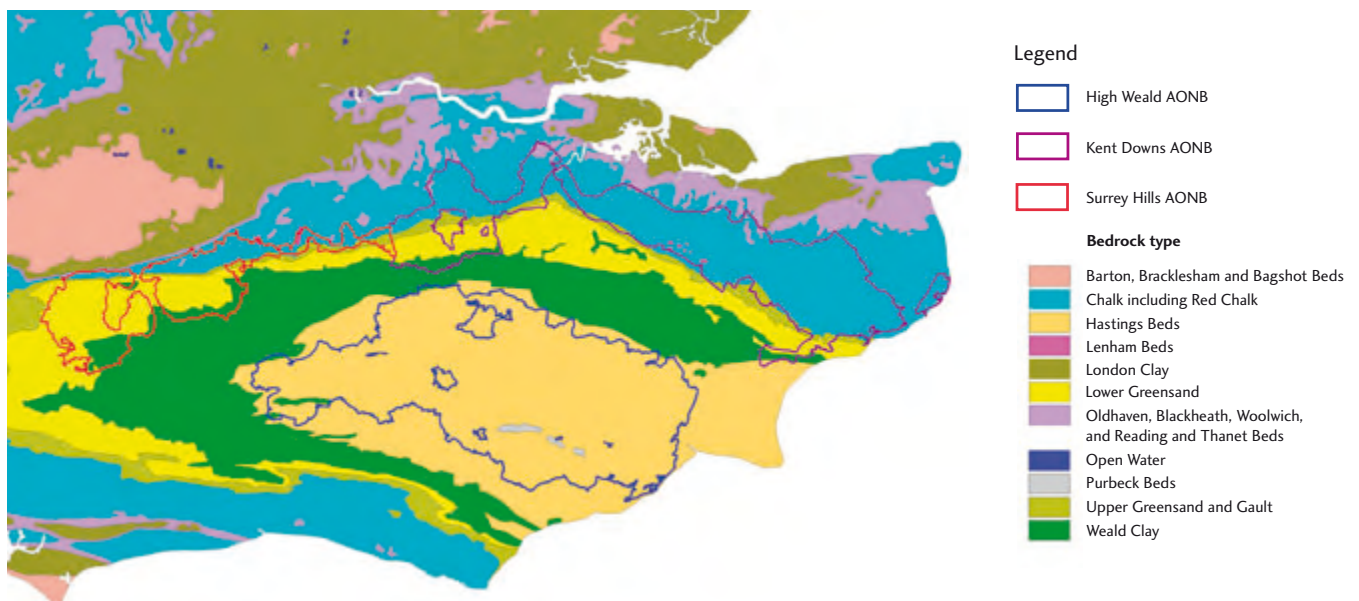 Legend
High Weald AONB
Kent Downs AONB
Surrey Hills AONB
Bedrock type
Barton, Bracklesham and Bagshot Beds
Chalk including Red Chalk
Hastings Beds
Lenham Beds
London Clay
Lower Greensand
Oldhaven, Blackheath, Woolwich,
and Reading and Thanet Beds
Open Water
Purbeck Beds
Upper Greensand and Gault
Weald Clay